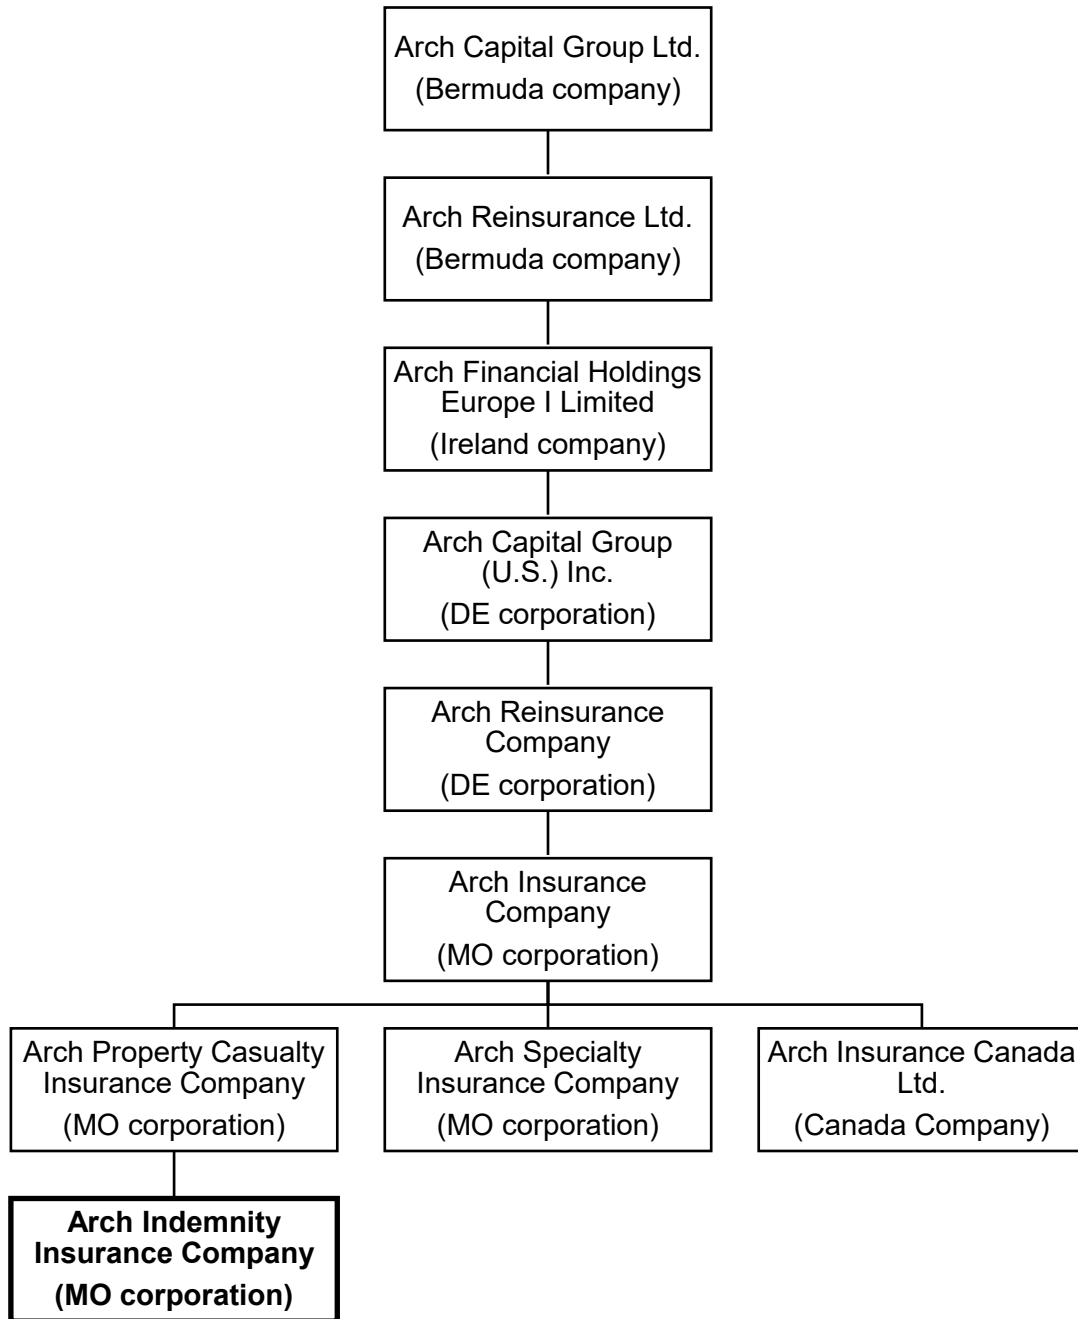 Arch Capital Group Ltd.
(Bermuda company)
Arch Reinsurance Ltd.
(Bermuda company)
Arch Financial Holdings
Europe I Limited
(Ireland company)
Arch Capital Group
(U.S.) Inc.
(DE corporation)
Arch Reinsurance
Company
(DE corporation)
Arch Insurance
Company
(MO corporation)
Arch Property Casualty
Insurance Company
(MO corporation)
Arch Specialty
Insurance Company
(MO corporation)
Arch Insurance Canada
Ltd.
(Canada Company)
Arch Indemnity
Insurance Company
(MO corporation)